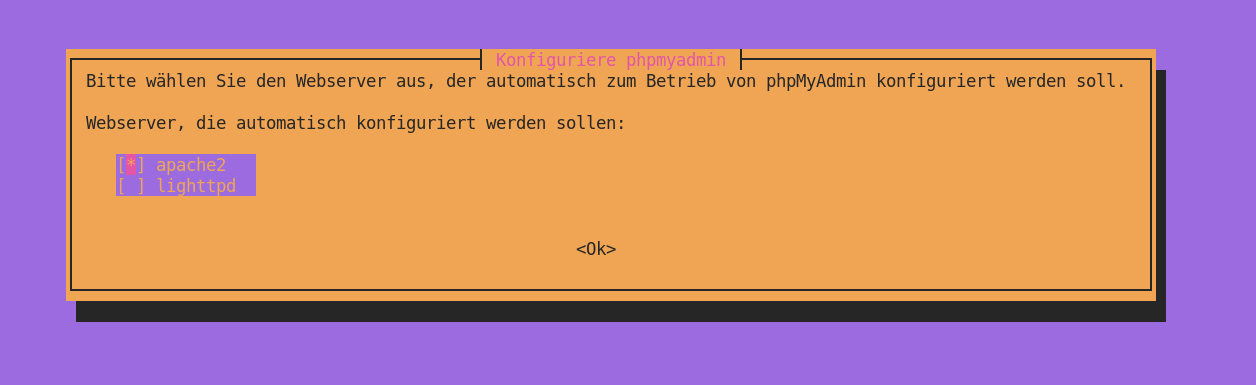 Konfiguriere phpmyadmin
Bitte wählen Sie den Webserver aus, der automatisch zum Betrieb von phpMyAdmin konfiguriert werden soll.
Webserver, die automatisch konfiguriert werden sollen:
[*] apache2
[ ] lighttpd
<Ok>